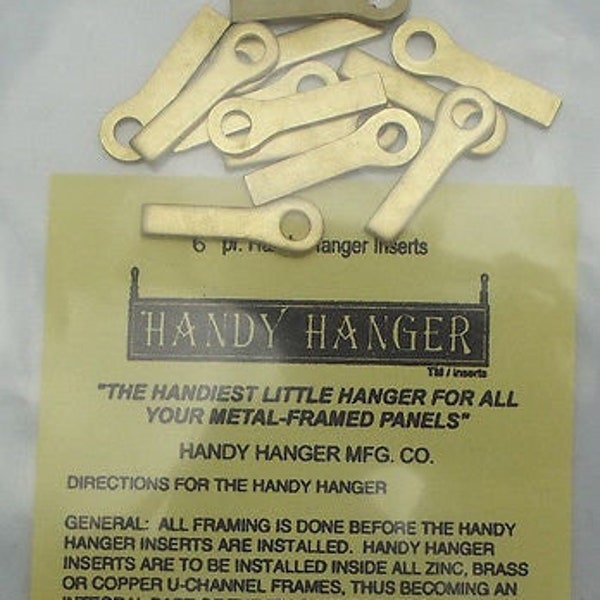 6 pr. Hanger Inserts
HANDY HANGER
TM / inserts
"THE HANDIEST LITTLE HANGER FOR ALL
YOUR METAL-FRAMED PANELS"
HANDY HANGER MFG. CO.
DIRECTIONS FOR THE HANDY HANGER
GENERAL: ALL FRAMING IS DONE BEFORE THE HANDY
HANGER INSERTS ARE INSTALLED. HANDY HANGER
INSERTS ARE TO BE INSTALLED INSIDE ALL ZINC, BRASS
OR COPPER U-CHANNEL FRAMES, THUS BECOMING AN